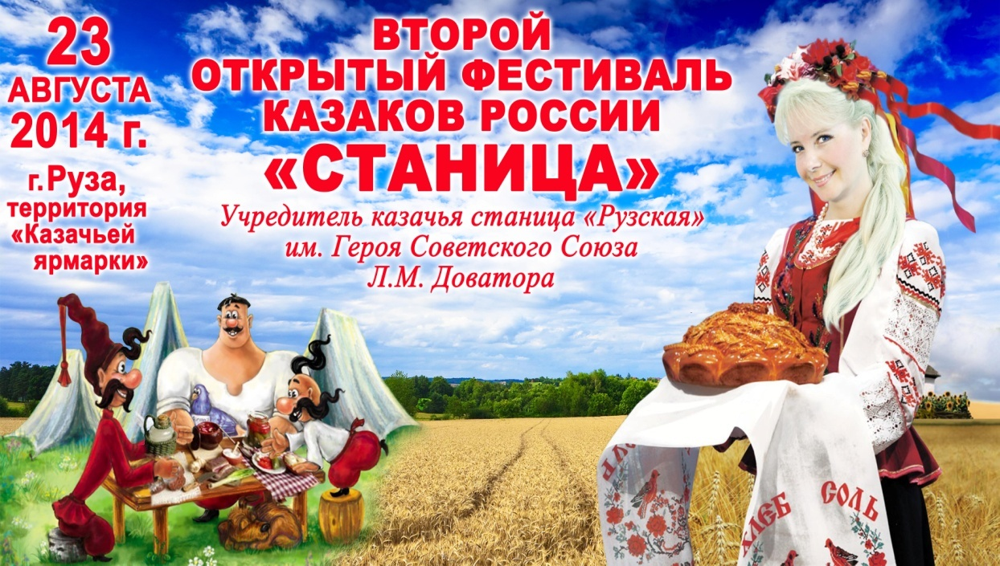 23
АВГУСТА
2014 г.
г. Руза,
территория
«Казачьей
ярмарки»
ВТОРОЙ
ОТКРЫТЫЙ ФЕСТИВАЛЬ
КАЗАКОВ РОССИИ
«СТАНИЦА»
Учредитель казачья станица «Рузская»
им. Героя Советского Союза
Л.М. Доватора
ХЛЕБ
СОЛЬ